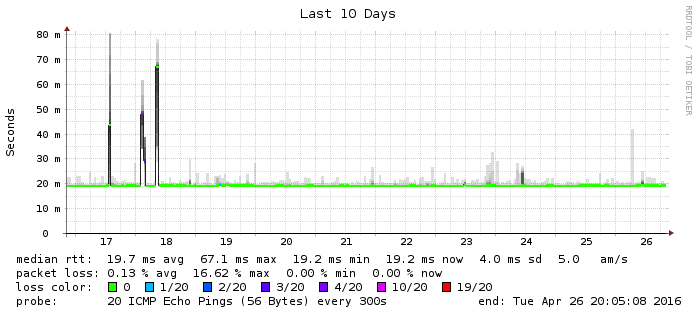 Last 10 Days
RRDTOOL / TOBI OETIKER
Seconds
80 m
70 m
60 m
50 m
40 m
30 m
20 m
10 m
0
17 18 19 20 21 22 23 24 25 26
median rtt: 19.7 ms avg 67.1 ms max 19.2 ms min 19.2 ms now 4.0 ms sd 5.0 am/s
packet loss: 0.13 % avg 16.62 % max 0.00 % min 0.00 % now
loss color: 0 1/20 2/20 3/20 4/20 10/20 19/20
probe: 20 ICMP Echo Pings (56 Bytes) every 300s end: Tue Apr 26 20:05:08 2016